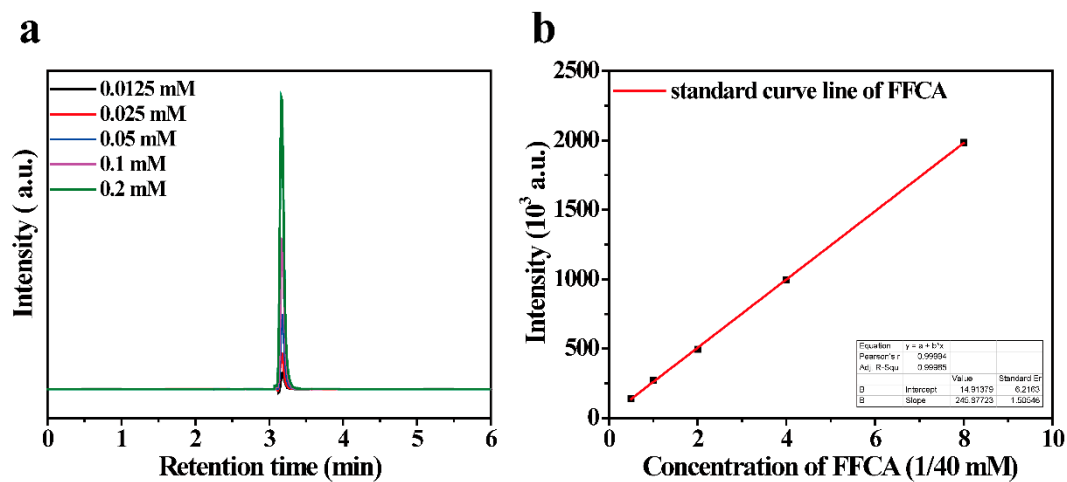 a
0.0125 mM
0.025 mM
0.05 mM
0.1 mM
0.2 mM
Intensity ( a.u.)
0 1 2 3 4 5 6
Retention time (min)
b
2500
2000
1500
1000
500
0
standard curve line of FFCA
Intensity (10³ a.u.)
Equation y = a + b*x
Pearson's r 0.99994
Adj. R-Squ 0.99985
Value Standard Er
B Intercept 14.91379 6.2163
B Slope 245.87723 1.50546
0 2 4 6 8 10
Concentration of FFCA (1/40 mM)